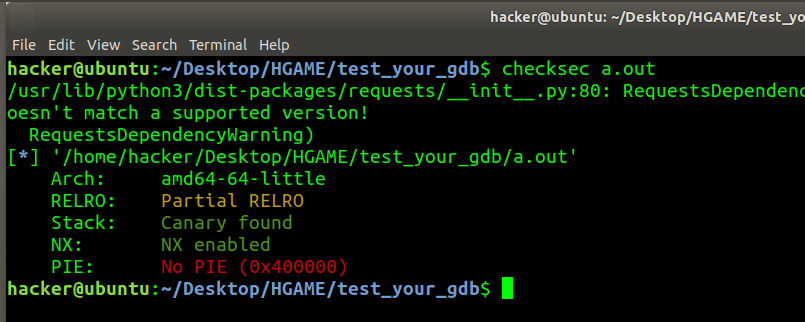 hacker@ubuntu: ~/Desktop/HGAME/test_your
File Edit View Search Terminal Help
hacker@ubuntu:~/Desktop/HGAME/test_your_gdb$ checksec a.out
/usr/lib/python3/dist-packages/requests/__init__.py:80: RequestsDependenc
oesn't match a supported version!
RequestsDependencyWarning)
[*] '/home/hacker/Desktop/HGAME/test_your_gdb/a.out'
Arch: amd64-64-little
RELRO: Partial RELRO
Stack: Canary found
NX: NX enabled
PIE: No PIE (0x400000)
hacker@ubuntu:~/Desktop/HGAME/test_your_gdb$